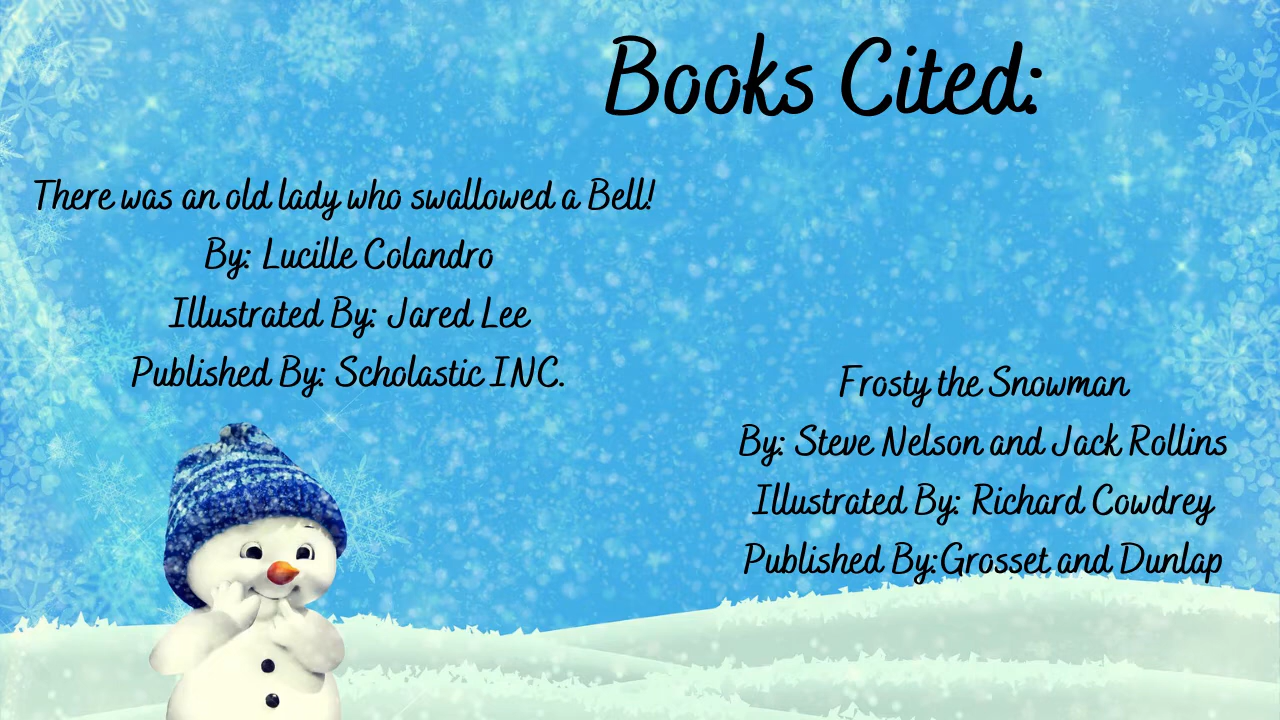 Books Cited:
There was an old lady who swallowed a Bell!
By: Lucille Colandro
Illustrated By: Jared Lee
Published By: Scholastic INC.
Frosty the Snowman
By: Steve Nelson and Jack Rollins
Illustrated By: Richard Cowdrey
Published By:Grosset and Dunlap